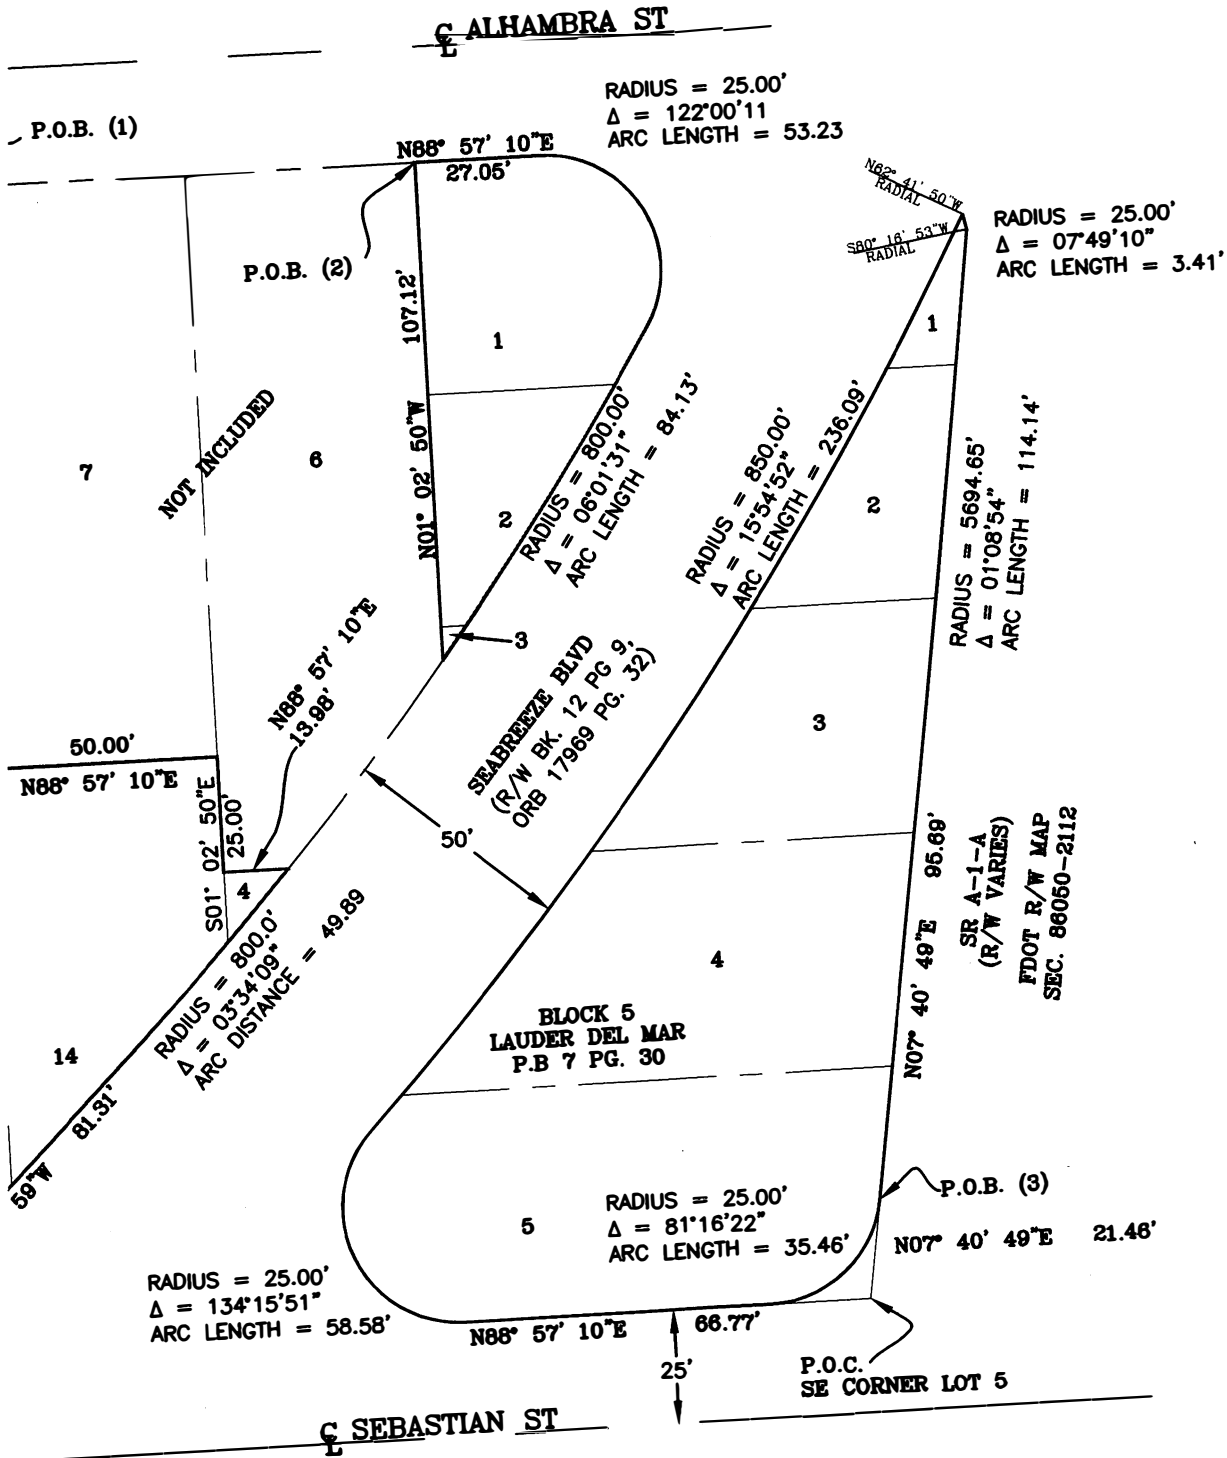 ℄ ALHAMBRA ST
RADIUS = 25.00'
Δ = 122°00'11
ARC LENGTH = 53.23
P.O.B. (1)
N88° 57' 10"E
27.05'
N62° 41' 50"W
RADIAL
S80° 16' 53"W
RADIAL
RADIUS = 25.00'
Δ = 07°49'10"
ARC LENGTH = 3.41'
P.O.B. (2)
107.12'
N01° 02' 50"W
1
1
7
NOT INCLUDED
6
2
RADIUS = 800.00'
Δ = 06°01'31"
ARC LENGTH = 84.13'
RADIUS = 850.00'
Δ = 15°54'52"
ARC LENGTH = 236.09'
2
RADIUS = 5694.65'
Δ = 01°08'54"
ARC LENGTH = 114.14'
3
N88° 57' 10"E
13.98'
SEABREEZE BLVD
(R/W BK. 12 PG 9,
ORB 17969 PG. 32)
3
50.00'
N88° 57' 10"E
S01° 02' 50"E
25.00'
50'
4
N07° 40' 49"E 95.69'
SR A-1-A
(R/W VARIES)
FDOT R/W MAP
SEC. 86050-2112
RADIUS = 800.0'
Δ = 03°34'09"
ARC DISTANCE = 49.89
4
BLOCK 5
LAUDER DEL MAR
P.B 7 PG. 30
14
81.31'
59"W
P.O.B. (3)
5
RADIUS = 25.00'
Δ = 81°16'22"
ARC LENGTH = 35.46'
N07° 40' 49"E 21.46'
RADIUS = 25.00'
Δ = 134°15'51"
ARC LENGTH = 58.58'
N88° 57' 10"E 66.77'
25'
P.O.C.
SE CORNER LOT 5
℄ SEBASTIAN ST